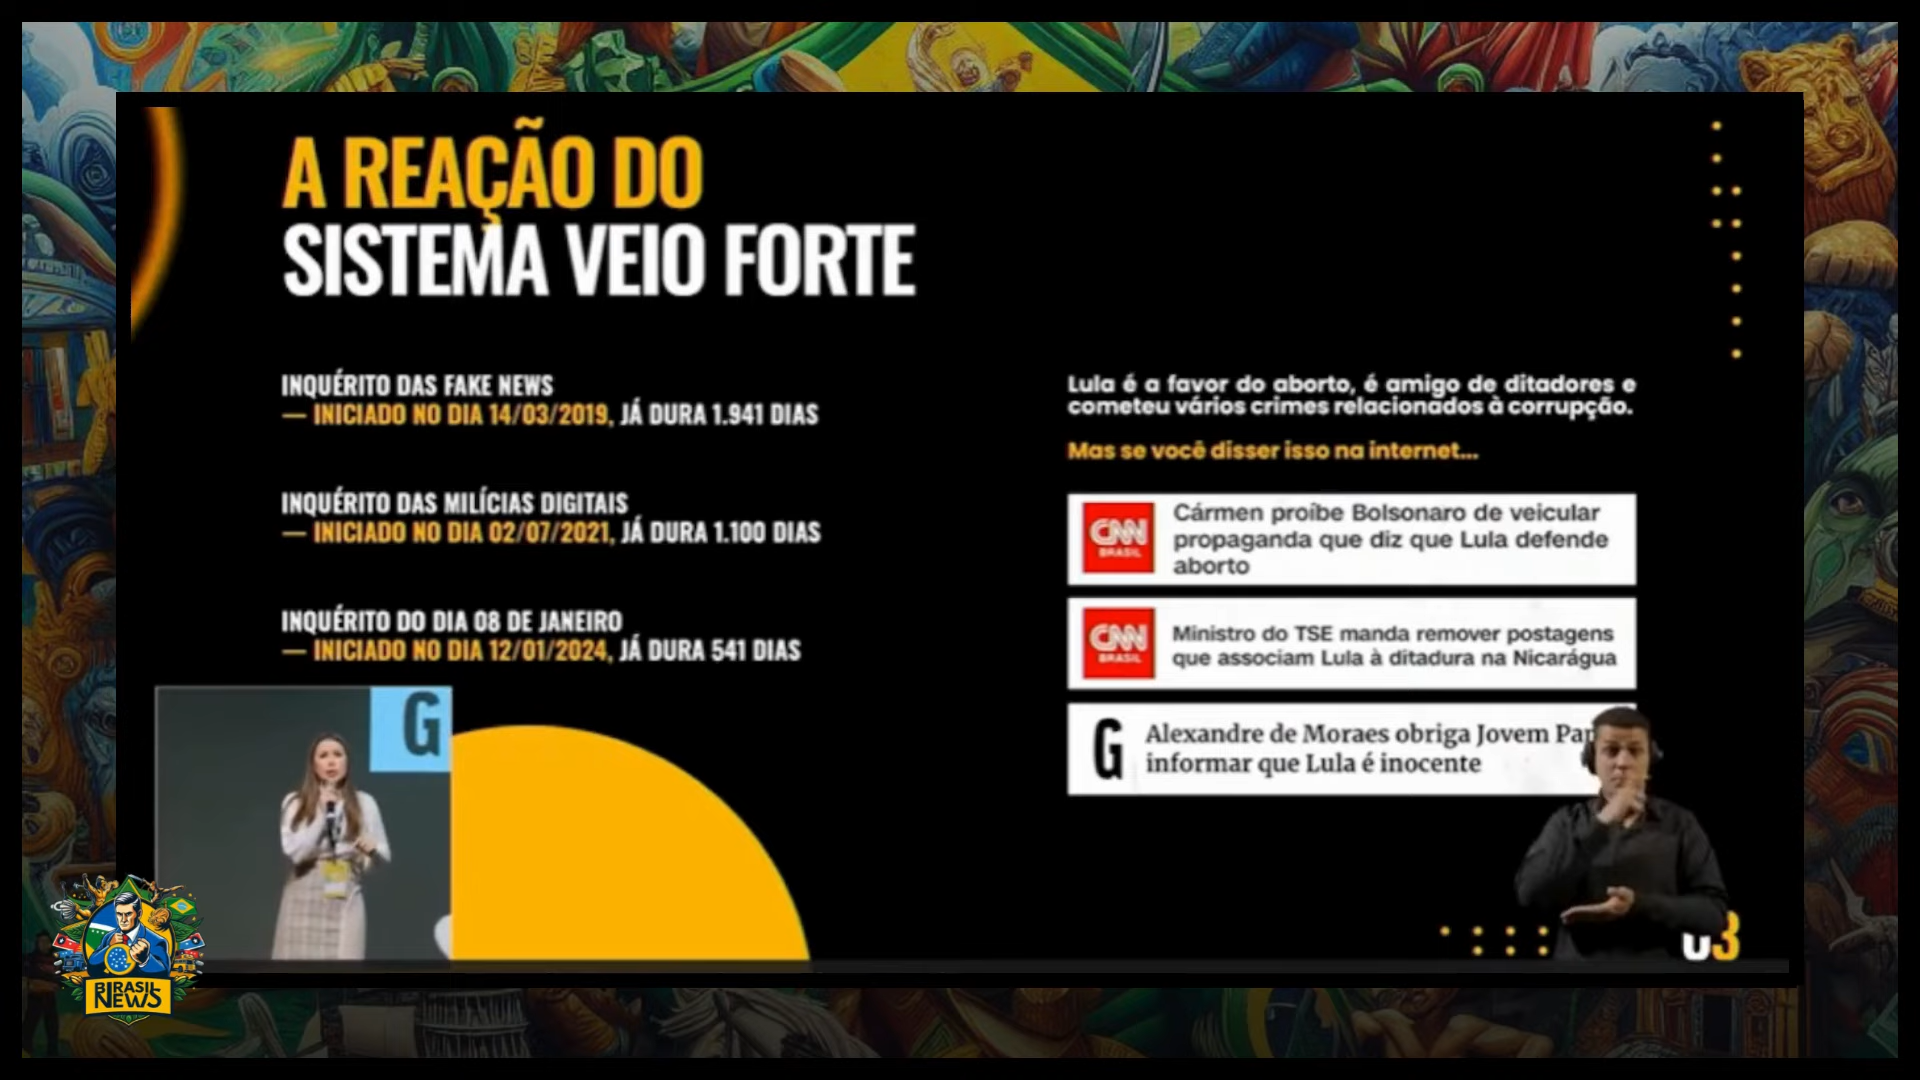 A REAÇÃO DO
SISTEMA VEIO FORTE
INQUÉRITO DAS FAKE NEWS
— INICIADO NO DIA 14/03/2019, JÁ DURA 1.941 DIAS
INQUÉRITO DAS MILÍCIAS DIGITAIS
— INICIADO NO DIA 02/07/2021, JÁ DURA 1.100 DIAS
INQUÉRITO DO DIA 08 DE JANEIRO
— INICIADO NO DIA 12/01/2024, JÁ DURA 541 DIAS
Lula é a favor do aborto, é amigo de ditadores e
cometeu vários crimes relacionados à corrupção.
Mas se você disser isso na internet...
CNN
BRASIL
Cármen proíbe Bolsonaro de veicular
propaganda que diz que Lula defende
aborto
CNN
BRASIL
Ministro do TSE manda remover postagens
que associam Lula à ditadura na Nicarágua
G
Alexandre de Moraes obriga Jovem
informar que Lula é inocente
G
BIRASIL
NEWS